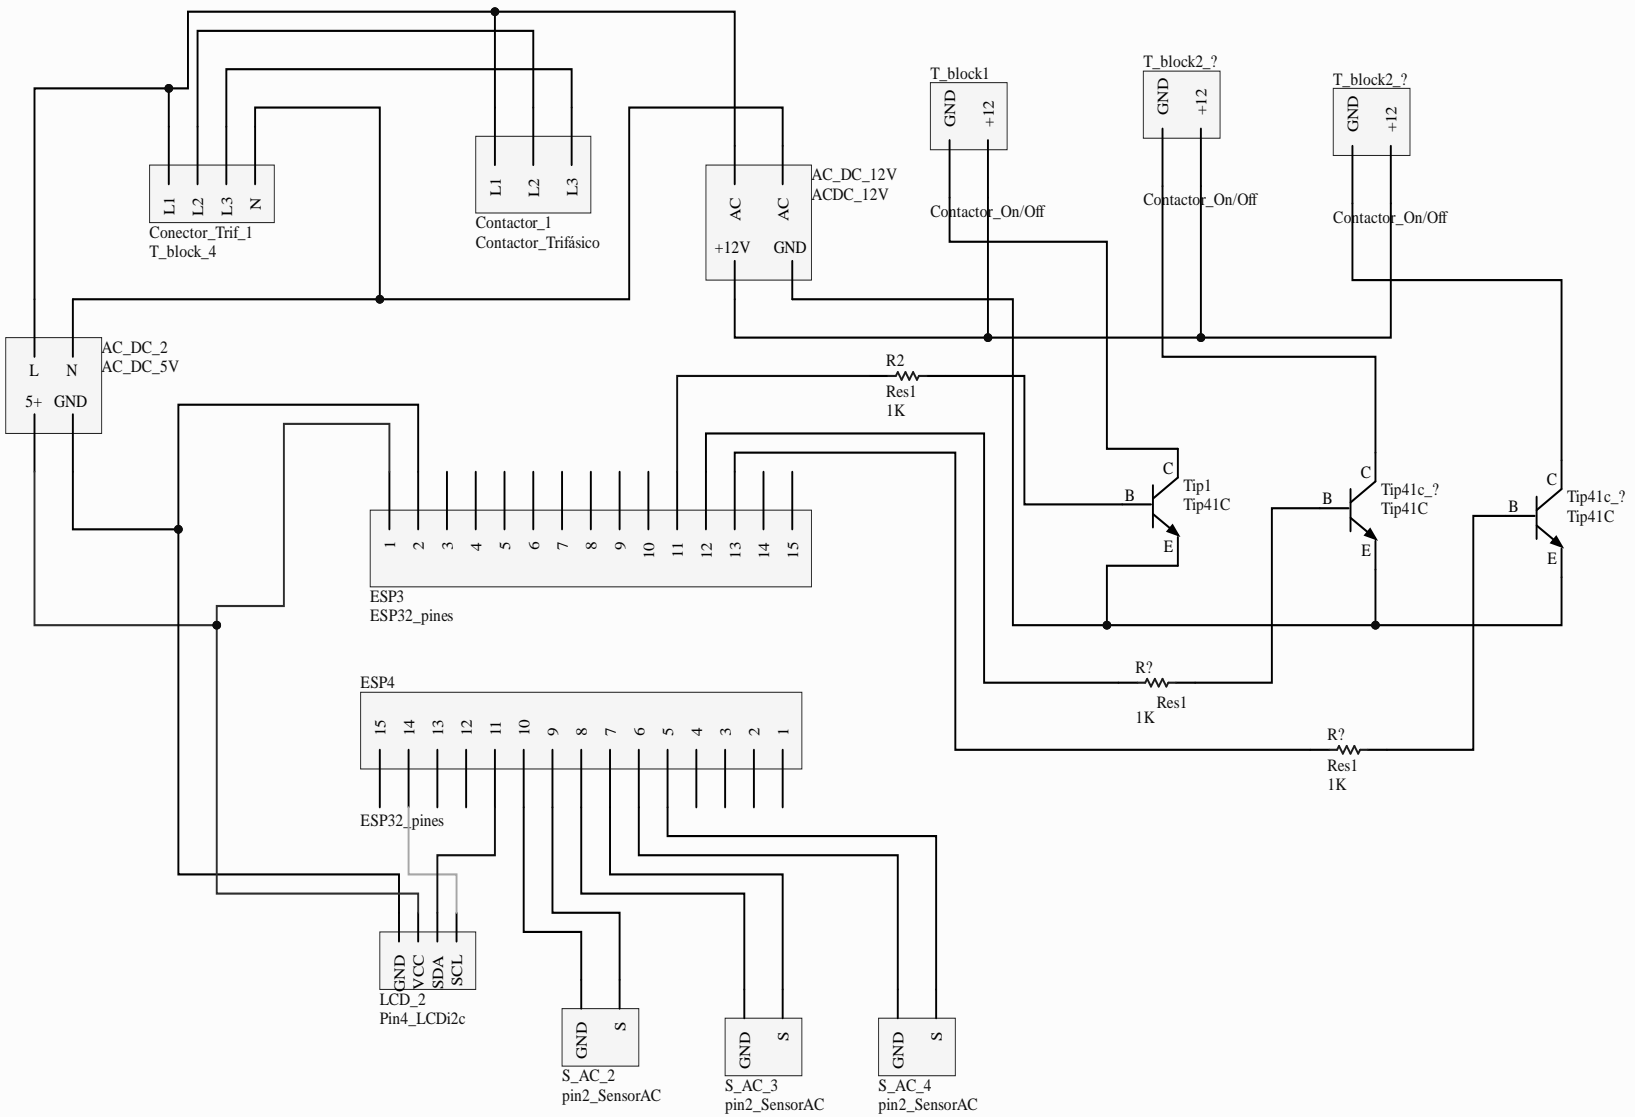 T_block1
GND
+12
Contactor_On/Off
T_block2_?
GND
+12
Contactor_On/Off
T_block2_?
GND
+12
Contactor_On/Off
L1
L2
L3
N
Conector_Trif_1
T_block_4
L1
L2
L3
Contactor_1
Contactor_Trifásico
AC
AC
+12V
GND
AC_DC_12V
ACDC_12V
L
N
5+
GND
AC_DC_2
AC_DC_5V
R2
Res1
1K
1
2
3
4
5
6
7
8
9
10
11
12
13
14
15
ESP3
ESP32_pines
C
B
E
Tip1
Tip41C
C
B
E
Tip41c_?
Tip41C
C
B
E
Tip41c_?
Tip41C
R?
Res1
1K
R?
Res1
1K
ESP4
15
14
13
12
11
10
9
8
7
6
5
4
3
2
1
ESP32_pines
GND
VCC
SDA
SCL
LCD_2
Pin4_LCDi2c
GND
S
S_AC_2
pin2_SensorAC
GND
S
S_AC_3
pin2_SensorAC
GND
S
S_AC_4
pin2_SensorAC